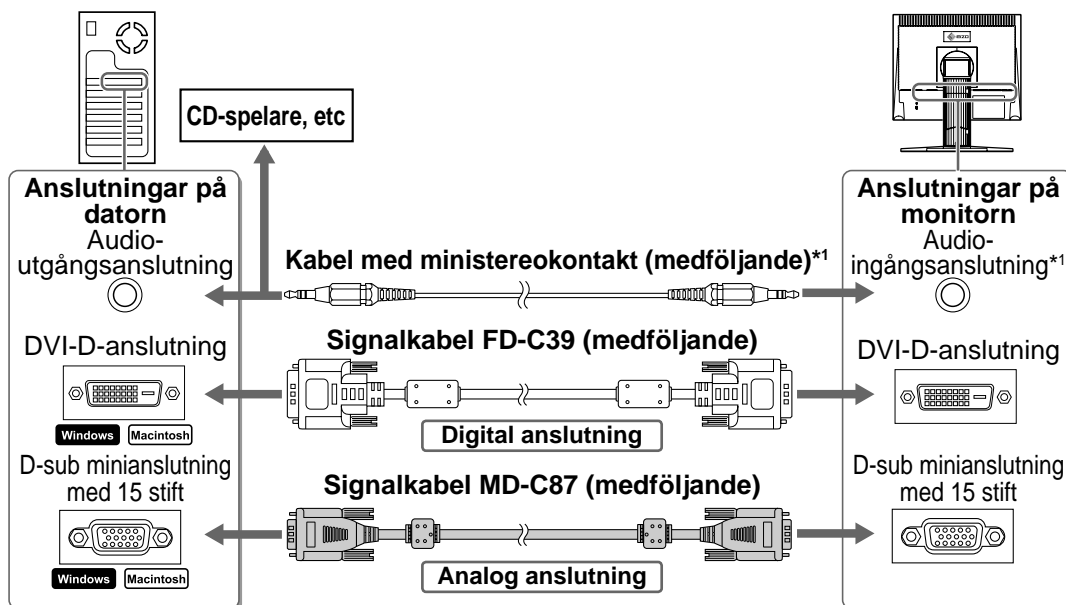 EIZO
CD-spelare, etc
Anslutningar på
datorn
Audio-
utgångsanslutning
DVI-D-anslutning
Windows Macintosh
D-sub minianslutning
med 15 stift
Windows Macintosh
Kabel med ministereokontakt (medföljande)*1
Signalkabel FD-C39 (medföljande)
Digital anslutning
Signalkabel MD-C87 (medföljande)
Analog anslutning
Anslutningar på
monitorn
Audio-
ingångsanslutning*1
DVI-D-anslutning
D-sub minianslutning
med 15 stift